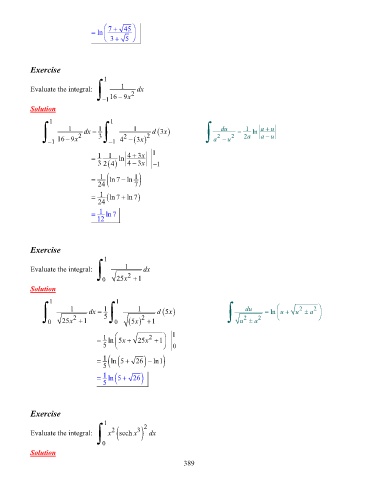 = ln( (7 + √45) / (3 + √5) )
Exercise
Evaluate the integral: ∫_{-1}^{1} 1/(16 − 9x²) dx
Solution
∫_{-1}^{1} 1/(16 − 9x²) dx = 1/3 ∫_{-1}^{1} 1/(4² − (3x)²) d(3x)    ∫ du/(a² − u²) = 1/(2a) ln |(a + u)/(a − u)|
= 1/3 1/(2(4)) ln |(4 + 3x)/(4 − 3x)| |_{-1}^{1}
= 1/24 (ln 7 − ln 1/7)
= 1/24 (ln 7 + ln 7)
= 1/12 ln 7
Exercise
Evaluate the integral: ∫_{0}^{1} 1/√(25x² + 1) dx
Solution
∫_{0}^{1} 1/√(25x² + 1) dx = 1/5 ∫_{0}^{1} 1/√((5x)² + 1) d(5x)    ∫ du/√(u² ± a²) = ln(u + √(u² ± a²))
= 1/5 ln(5x + √(25x² + 1)) |_{0}^{1}
= 1/5 (ln(5 + √26) − ln 1)
= 1/5 ln(5 + √26)
Exercise
Evaluate the integral: ∫_{0}^{1} x² (sech x³)² dx
Solution
389